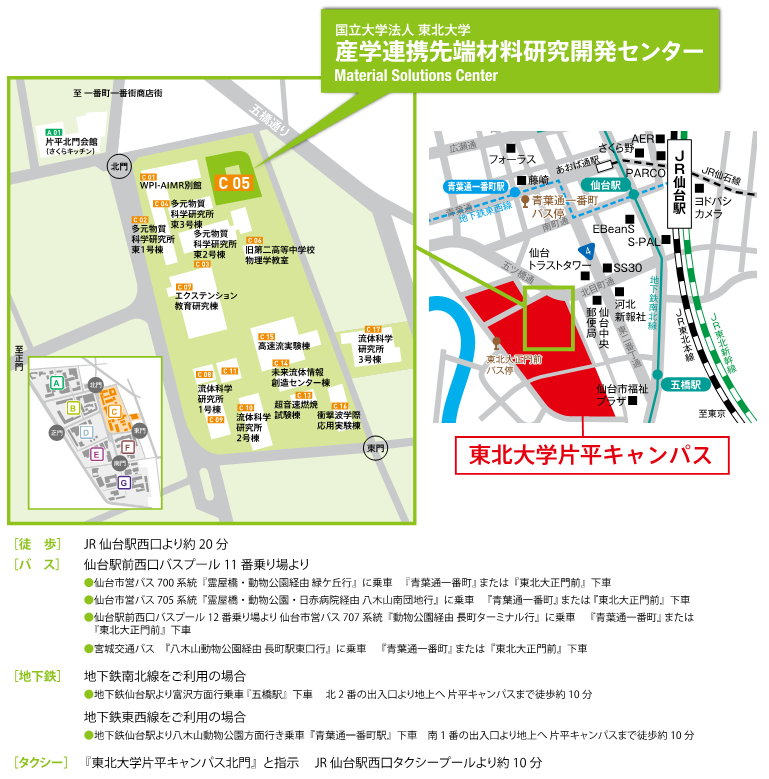 国立大学法人 東北大学
産学連携先端材料研究開発センター
Material Solutions Center
至 一番町一番街商店街
五橋通り
A 01
片平北門会館
(さくらキッチン)
北門
C 01
WPI-AIMR別館
C 05
C 04
多元物質
科学研究所
東3号棟
C 02
多元物質
科学研究所
東1号棟
多元物質
科学研究所
東2号棟
C 03
C 06
旧第二高等中学校
物理学教室
C 07
エクステンション
教育研究棟
C 15
高速流実験棟
C 17
流体科学
研究所
3号棟
C 14
未来流体情報
創造センター棟
C 08
C 11
流体科学
研究所
1号棟
C 09
C 10
流体科学
研究所
2号棟
C 13
超音速燃焼
試験棟
C 16
衝撃波学際
応用実験棟
東門
至正門
A
B
C
D
E
F
G
北門
正門
東門
南門
広瀬通
フォーラス
さくら野
AER
あおば通駅
PARCO
JR仙台駅
JR仙石線
青葉通一番町駅
藤崎
仙台駅
ヨドバシ
カメラ
青葉通
地下鉄東西線
青葉通一番町
バス停
南町通
EBeanS
S-PAL
五ッ橋通
仙台
トラストタワー
4
SS30
北目町通
河北
新報社
仙台中央
郵便局
東二番丁通
地下鉄南北線
JR東北本線
JR東北新幹線
東北大正門前
バス停
五橋駅
仙台市福祉
プラザ
至東京
東北大学片平キャンパス
［徒　歩］ JR 仙台駅西口より約 20 分
［バ　ス］ 仙台駅前西口バスプール 11 番乗り場より
●仙台市営バス 700 系統『霊屋橋・動物公園経由 緑ケ丘行』に乗車　『青葉通一番町』または『東北大正門前』下車
●仙台市営バス 705 系統『霊屋橋・動物公園・日赤病院経由 八木山南団地行』に乗車　『青葉通一番町』または『東北大正門前』下車
●仙台駅前西口バスプール 12 番乗り場より 仙台市営バス 707 系統『動物公園経由 長町ターミナル行』に乗車　『青葉通一番町』または
『東北大正門前』下車
●宮城交通バス 『八木山動物公園経由 長町駅東口行』に乗車　『青葉通一番町』または『東北大正門前』下車
［地下鉄］ 地下鉄南北線をご利用の場合
●地下鉄仙台駅より富沢方面行乗車『五橋駅』下車　北 2 番の出入口より地上へ 片平キャンパスまで徒歩約 10 分
地下鉄東西線をご利用の場合
●地下鉄仙台駅より八木山動物公園方面行き乗車『青葉通一番町駅』下車　南 1 番の出入口より地上へ 片平キャンパスまで徒歩約 10 分
［タクシー］ 『東北大学片平キャンパス北門』と指示　JR 仙台駅西口タクシープールより約 10 分